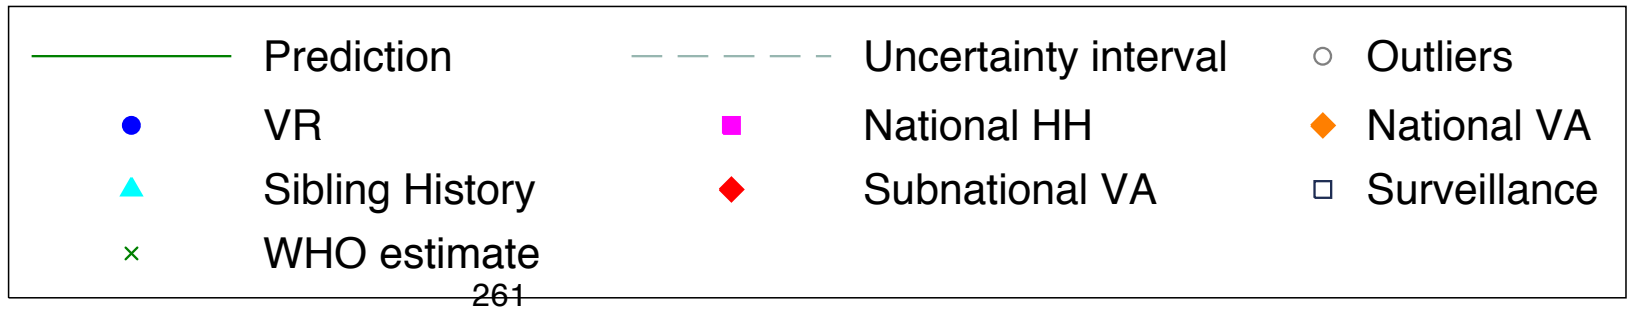 Prediction Uncertainty interval Outliers
VR National HH National VA
Sibling History Subnational VA Surveillance
WHO estimate
261